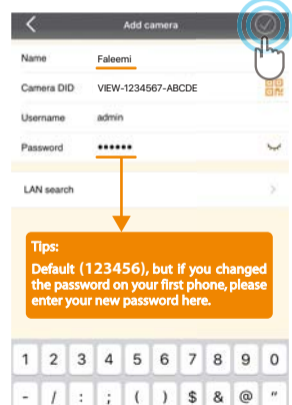 Add camera
Name Faleemi
Camera DID VIEW-1234567-ABCDE
Username admin
Password ••••••
LAN search
Tips:
Default (123456), but if you changed
the password on your first phone, please
enter your new password here.
1 2 3 4 5 6 7 8 9 0
- / : ; ( ) $ & @ "